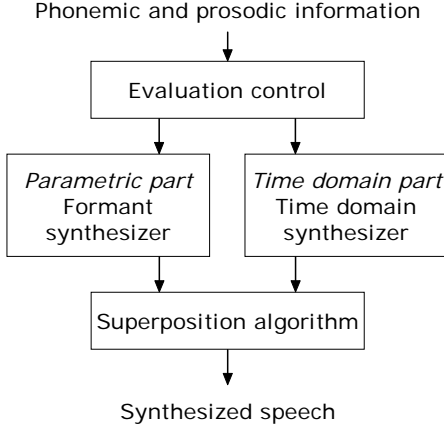 Phonemic and prosodic information
Evaluation control
Parametric part
Formant
synthesizer
Time domain part
Time domain
synthesizer
Superposition algorithm
Synthesized speech